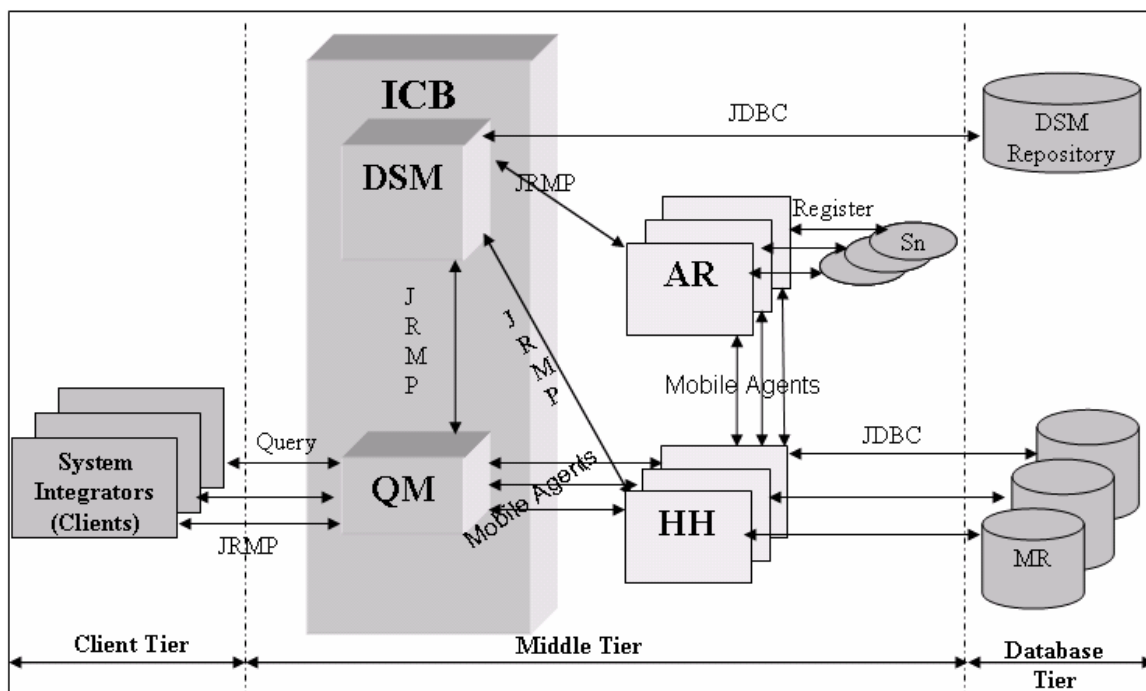 ICB
DSM
JDBC
DSM
Repository
JRMP
Register
Sn
AR
J
R
M
P
J
R
M
P
Mobile Agents
System
Integrators
(Clients)
Query
JRMP
QM
Mobile Agents
HH
JDBC
MR
Client Tier
Middle Tier
Database
Tier